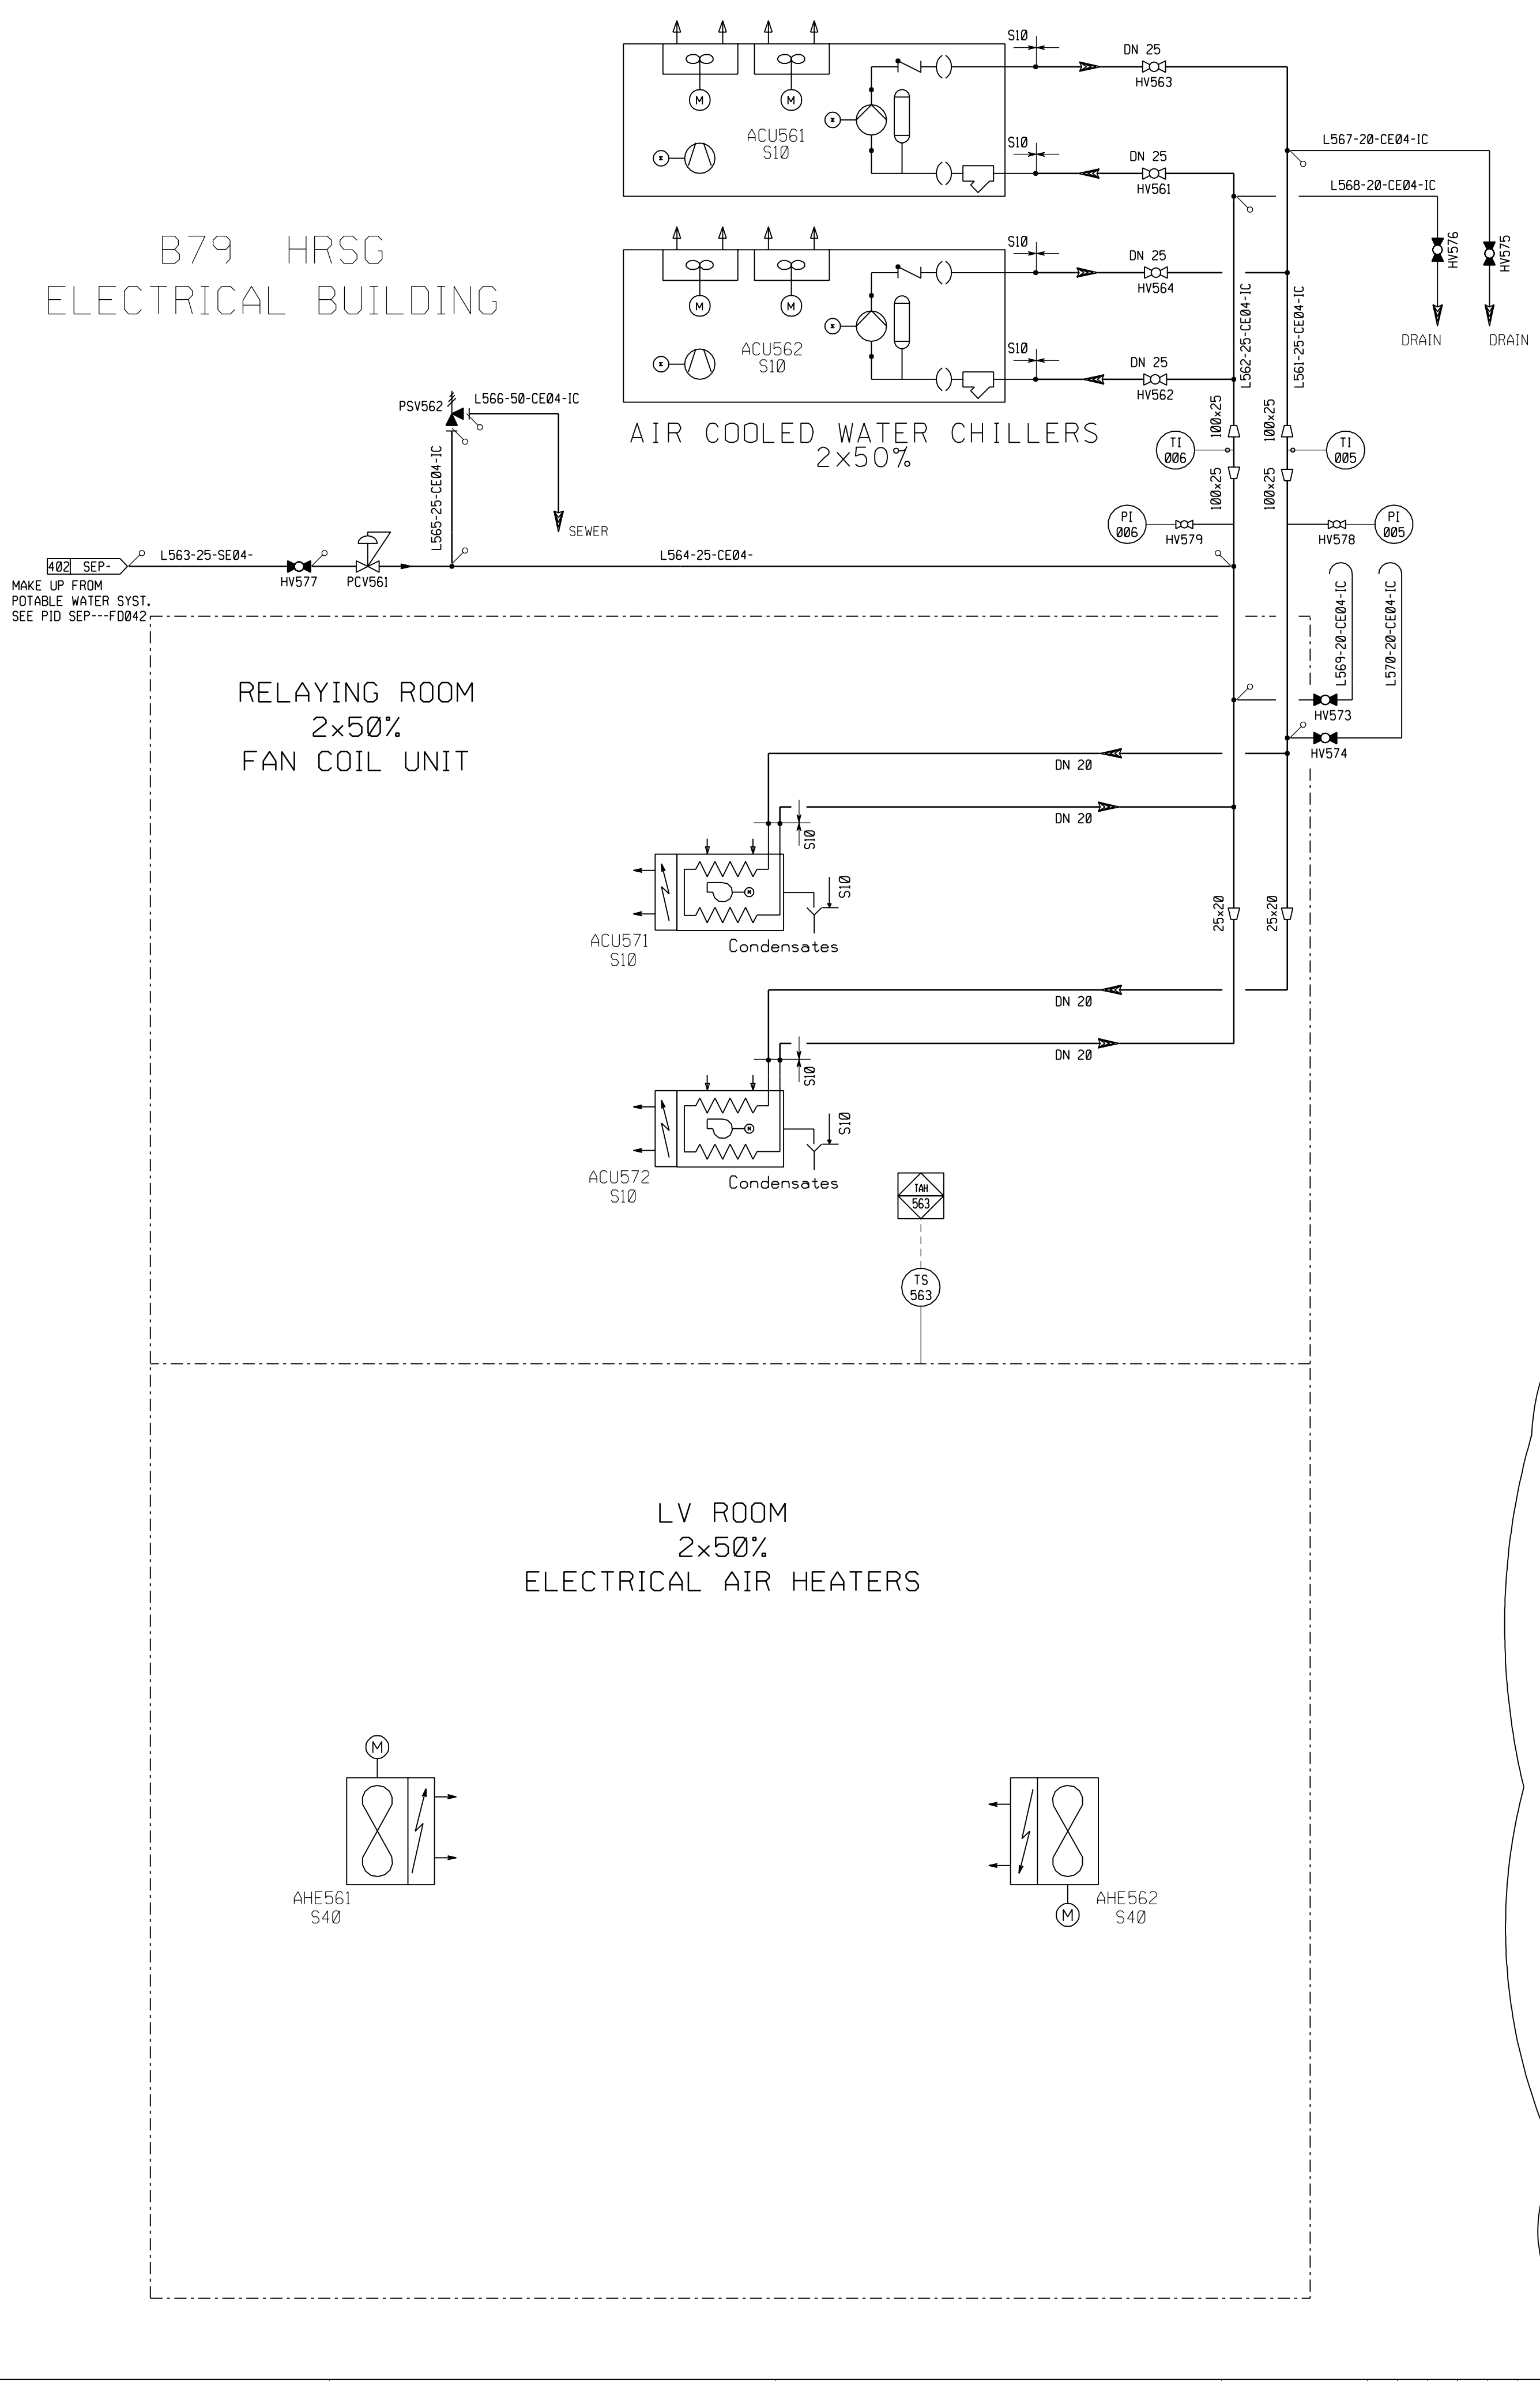 S10
DN 25
HV563
M
M
ACU561
S10
L567-20-CE04-IC
S10
DN 25
HV561
L568-20-CE04-IC
B79 HRSG
ELECTRICAL BUILDING
S10
DN 25
HV564
M
M
ACU562
S10
HV576
HV575
L562-25-CE04-IC
L561-25-CE04-IC
DRAIN
DRAIN
S10
DN 25
HV562
PSV562
L566-50-CE04-IC
L565-25-CE04-IC
SEWER
AIR COOLED WATER CHILLERS
2x50%
100x25
100x25
TI
006
TI
005
100x25
100x25
PI
006
HV579
PI
005
HV578
402 SEP-
L563-25-SE04-
HV577
PCV561
L564-25-CE04-
MAKE UP FROM
POTABLE WATER SYST.
SEE PID SEP---FD042
L569-20-CE04-IC
L570-20-CE04-IC
RELAYING ROOM
2x50%
FAN COIL UNIT
HV573
HV574
DN 20
DN 20
S10
M
S10
ACU571
S10
Condensates
25x20
25x20
DN 20
DN 20
S10
M
S10
ACU572
S10
Condensates
TAH
563
TS
563
LV ROOM
2x50%
ELECTRICAL AIR HEATERS
M
AHE561
S40
M
AHE562
S40